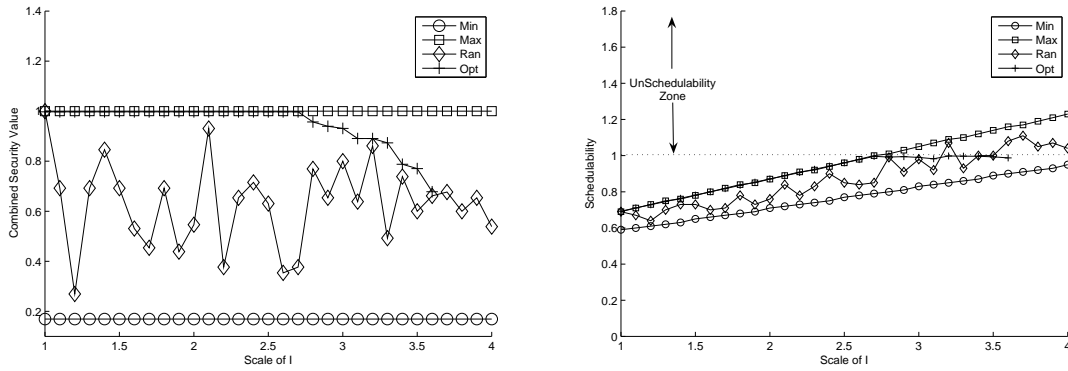 1.4
1.2
1
0.8
0.6
0.4
0.2
Combined Security Value
Min
Max
Ran
Opt
1
1.5
2
2.5
3
3.5
4
Scale of I
1.8
1.6
1.4
1.2
1
0.8
0.6
0.4
0.2
0
Schedulability
UnSchedulability
Zone
Min
Max
Ran
Opt
1
1.5
2
2.5
3
3.5
4
Scale of I